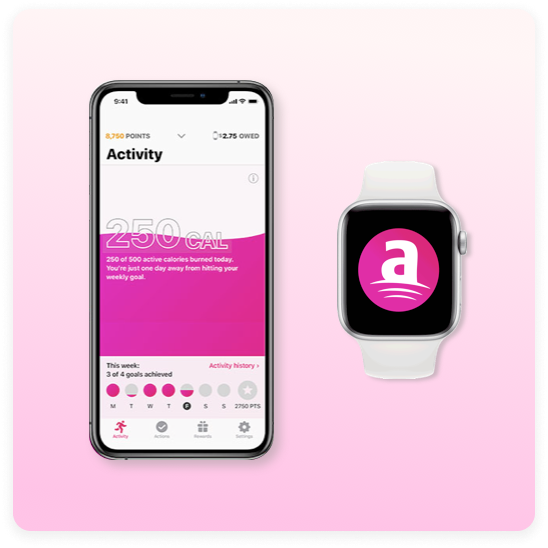 9:41
8,750 POINTS
$2.75 OWED
Activity
250 CAL
250 of 500 active calories burned today.
You're just one day away from hitting your
weekly goal.
This week:
Activity history ›
3 of 4 goals achieved
M T W T F S S 2750 PTS
Activity Actions Rewards Settings
a